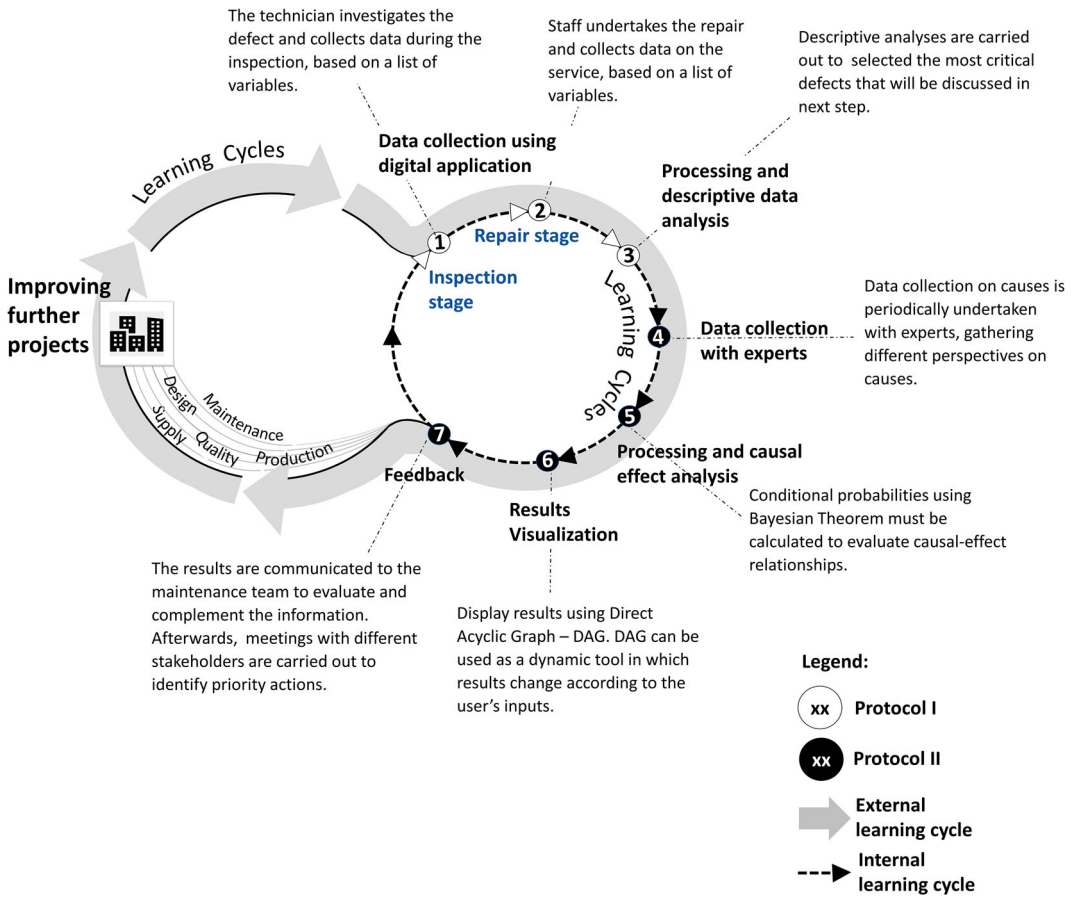 The technician investigates the
defect and collects data during the
inspection, based on a list of
variables.
Staff undertakes the repair
and collects data on the
service, based on a list of
variables.
Descriptive analyses are carried
out to  selected the most critical
defects that will be discussed in
next step.
Data collection using
digital application
Processing and
descriptive data
analysis
Learning Cycles
1
2
3
Repair stage
Inspection
stage
Learning Cycles
Improving
further
projects
Data collection on causes is
periodically undertaken
with experts, gathering
different perspectives on
causes.
4
Data collection
with experts
Maintenance
Design
Supply
Quality
Production
5
6
7
Feedback
Processing and causal
effect analysis
Results
Visualization
Conditional probabilities using
Bayesian Theorem must be
calculated to evaluate causal-effect
relationships.
The results are communicated to the
maintenance team to evaluate and
complement the information.
Afterwards,  meetings with different
stakeholders are carried out to
identify priority actions.
Display results using Direct
Acyclic Graph – DAG. DAG can be
used as a dynamic tool in which
results change according to the
user’s inputs.
Legend:
xx Protocol I
xx Protocol II
External
learning cycle
Internal
learning cycle